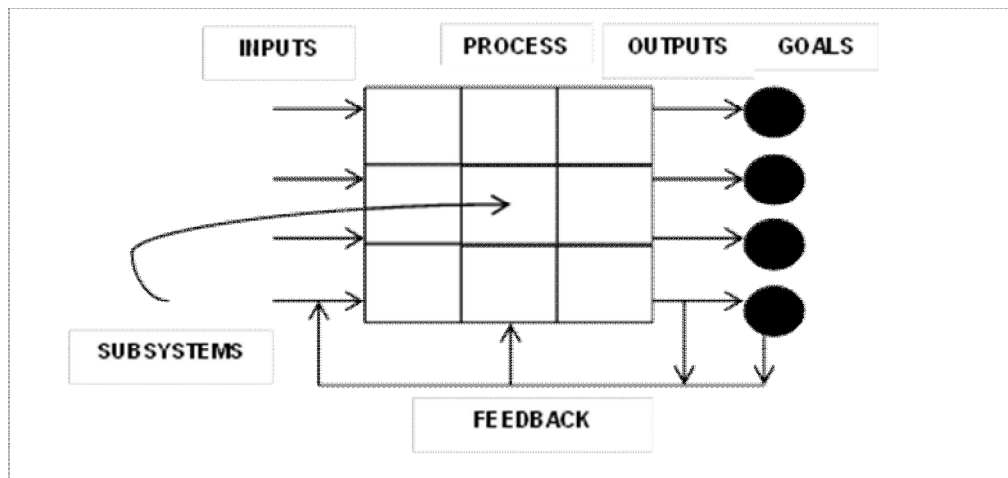 INPUTS
PROCESS
OUTPUTS
GOALS
SUBSYSTEMS
FEEDBACK